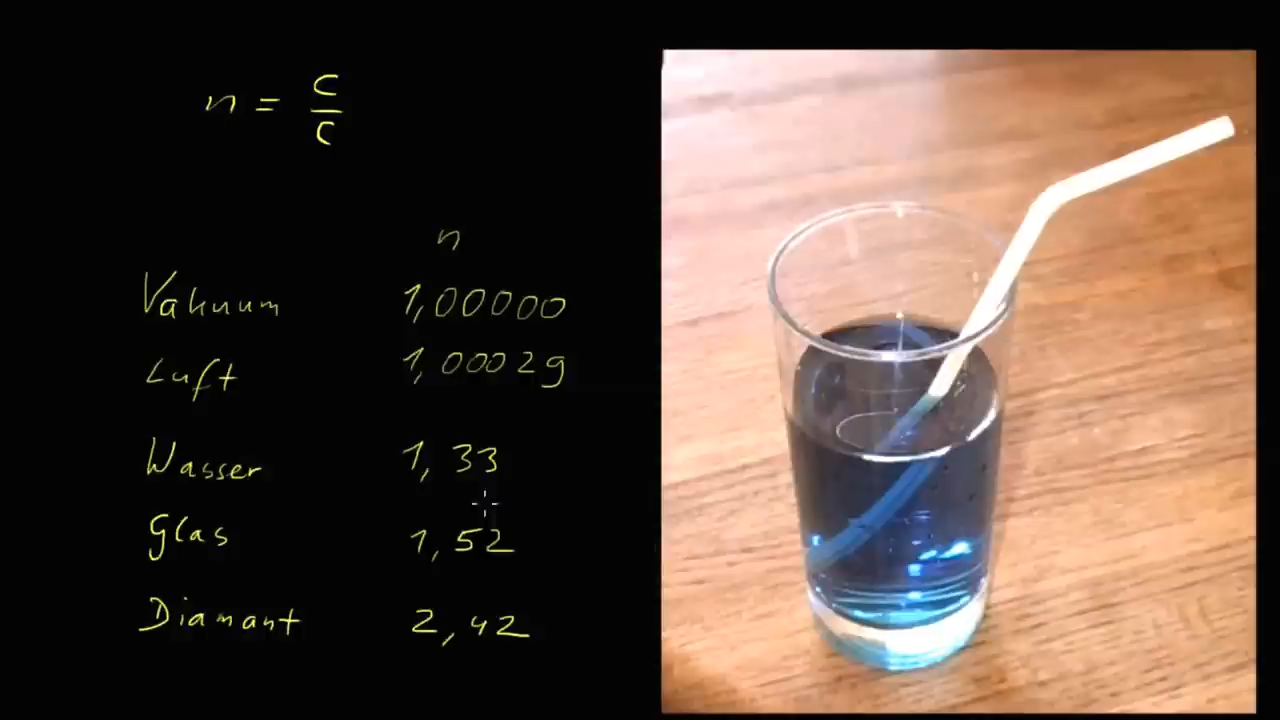 n = c/c
n
Vakuum 1,00000
Luft 1,00029
Wasser 1,33
Glas 1,52
Diamant 2,42